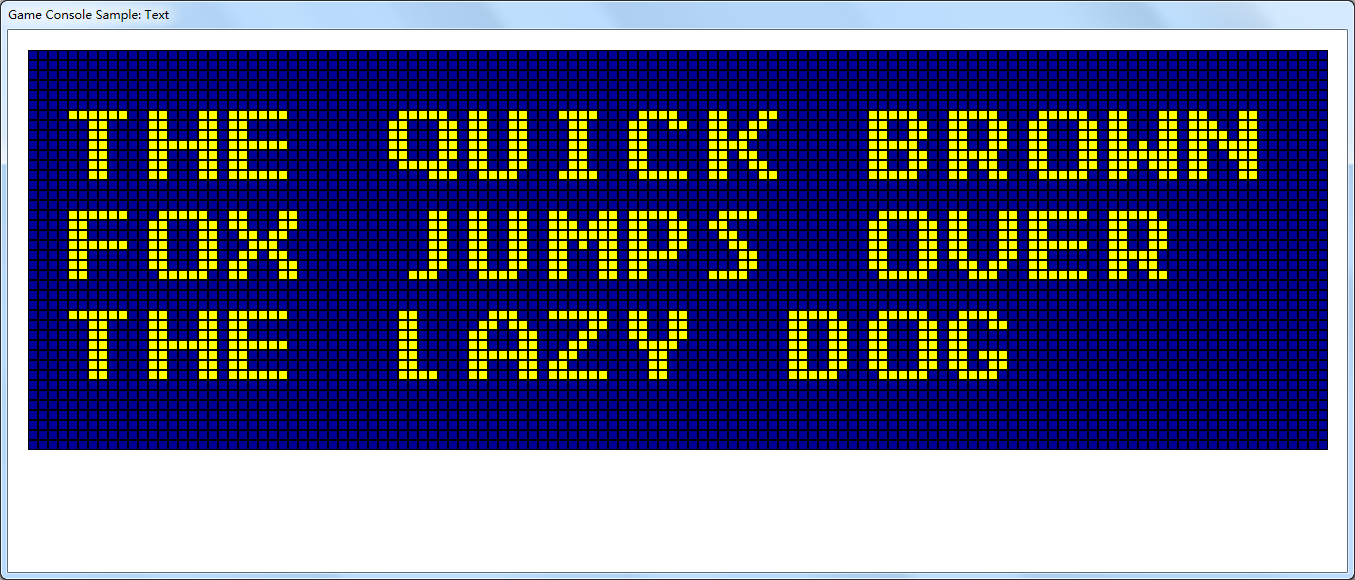 Game Console Sample: Text
THE QUICK BROWN
FOX JUMPS OVER
THE LAZY DOG